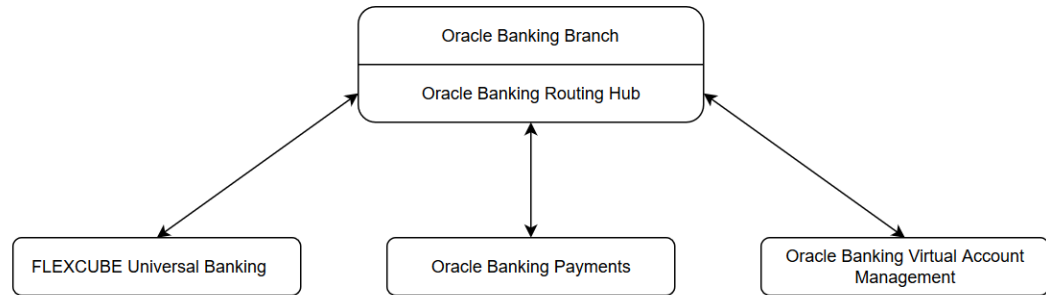 Oracle Banking Branch
Oracle Banking Routing Hub
FLEXCUBE Universal Banking
Oracle Banking Payments
Oracle Banking Virtual Account
Management